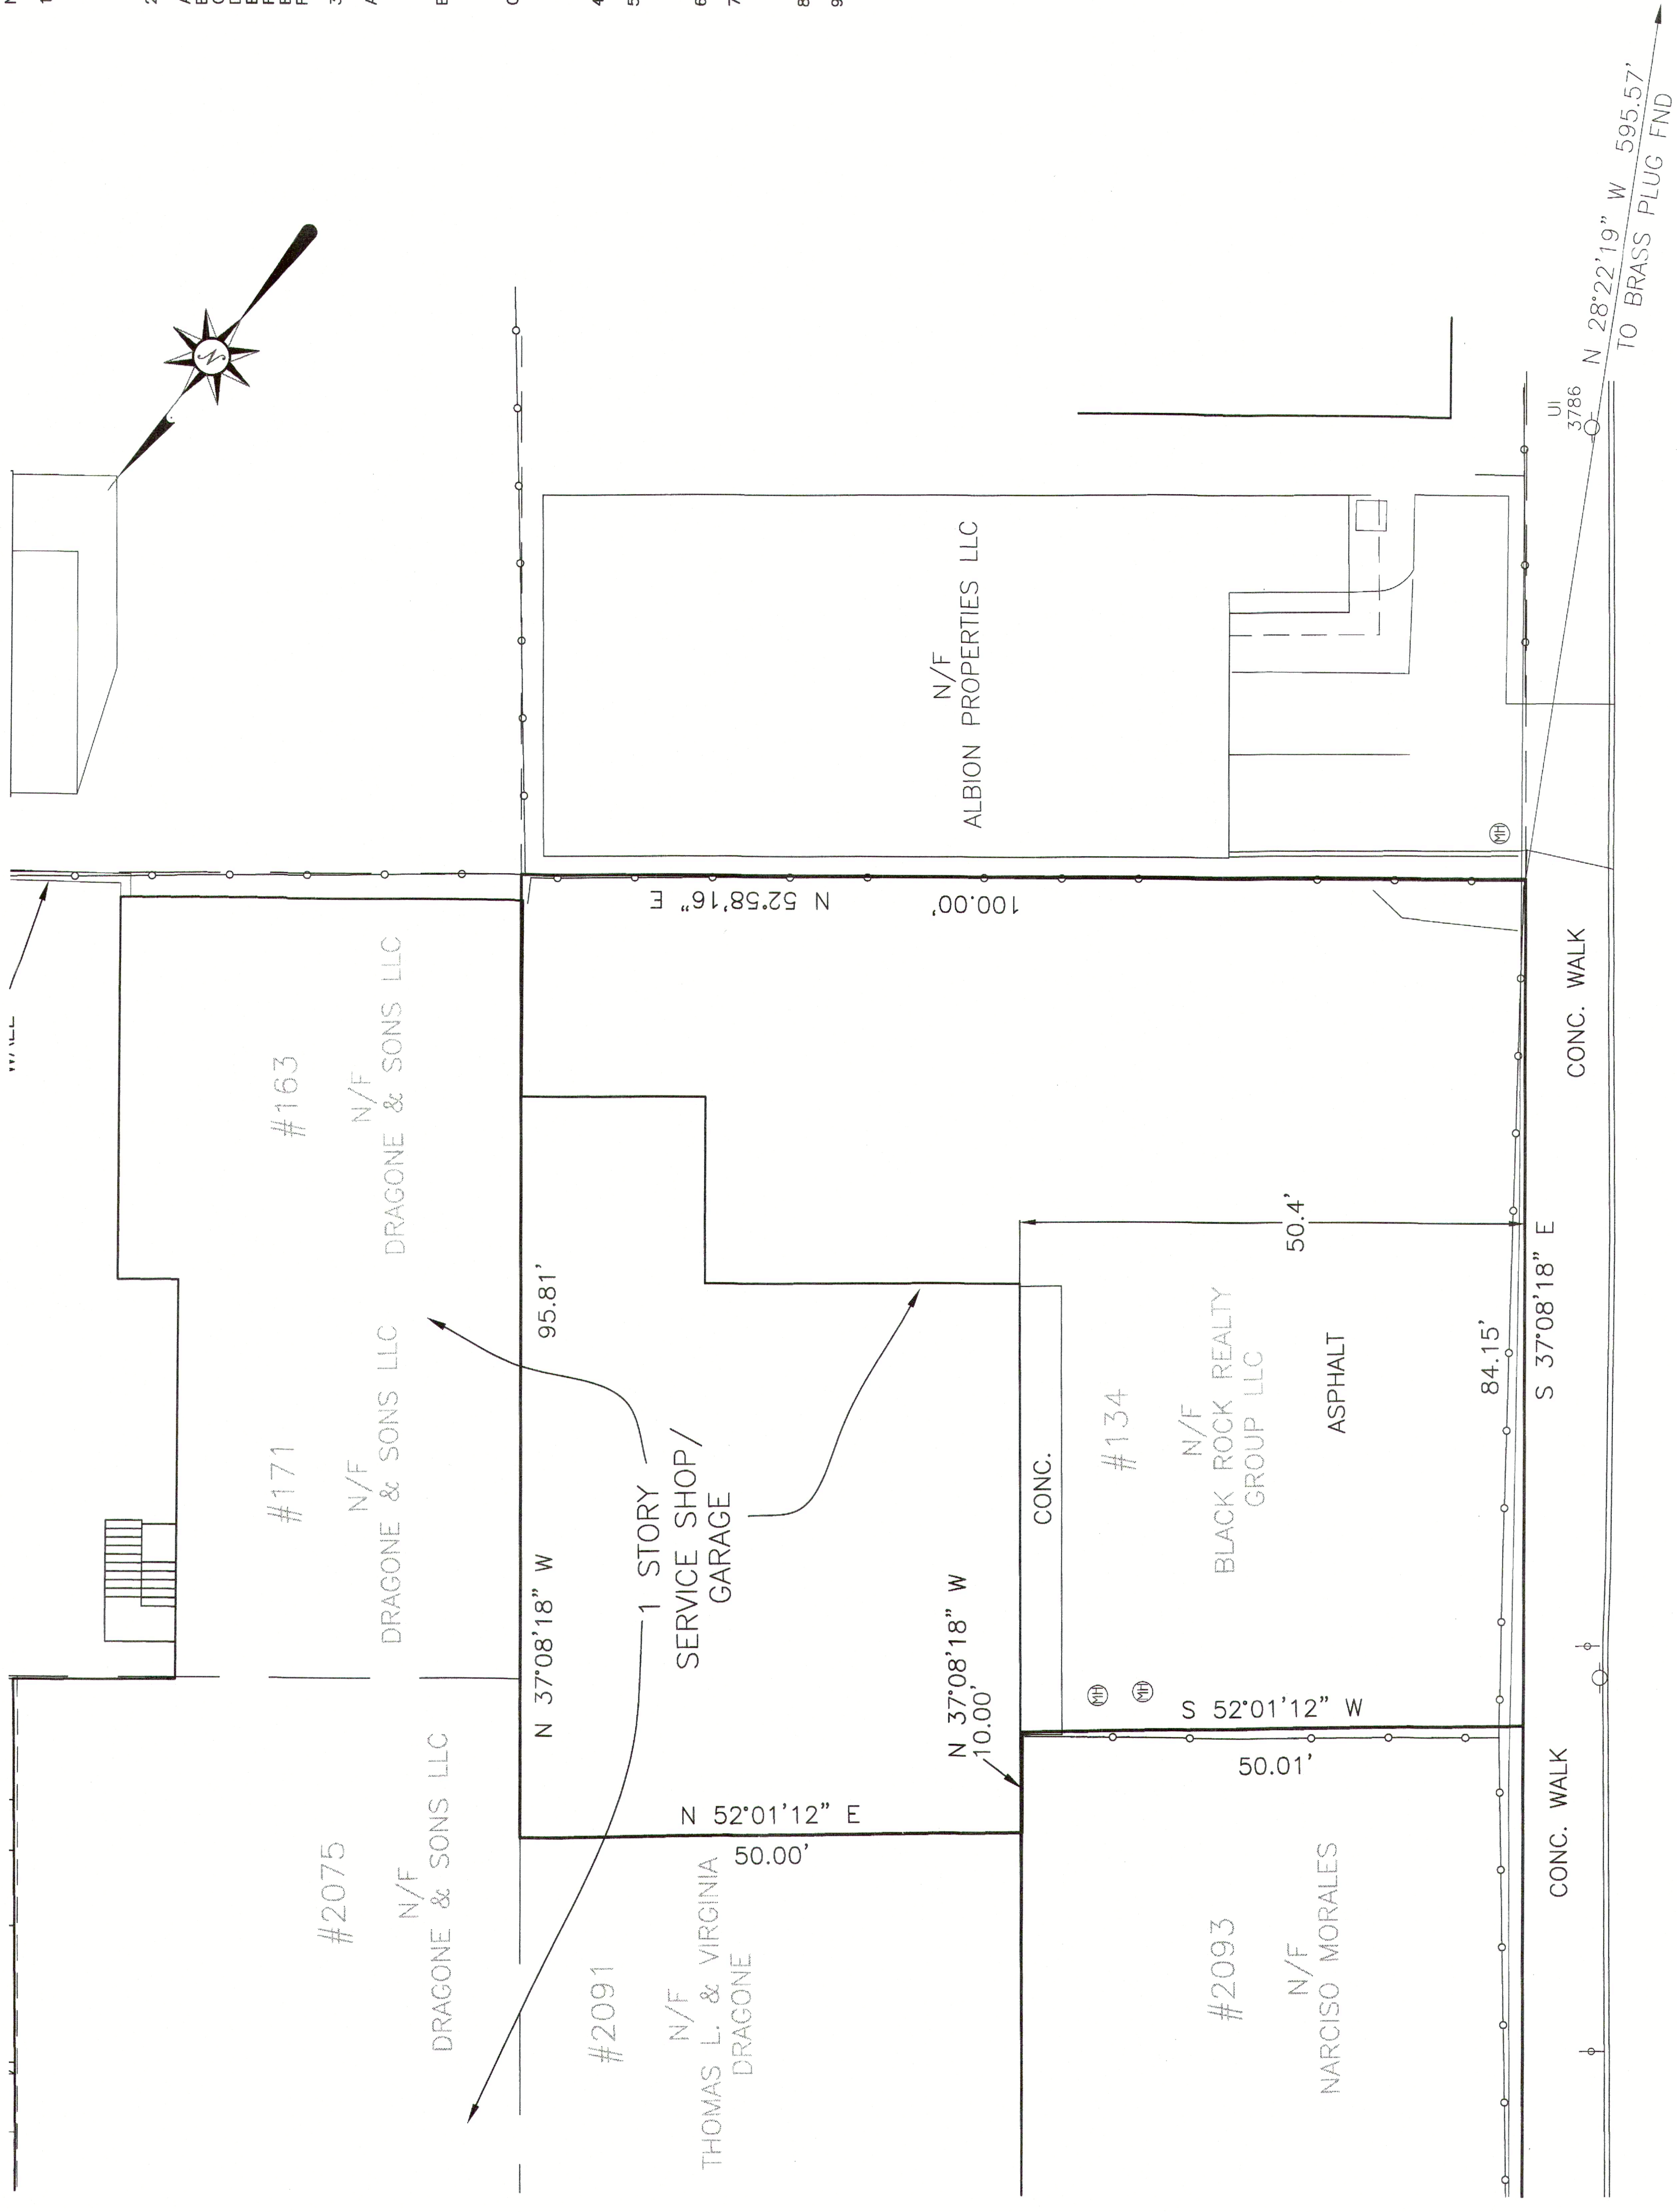 #163
N/F
DRAGONE & SONS LLC
#171
N/F
DRAGONE & SONS LLC
#2075
N/F
DRAGONE & SONS LLC
#2091
N/F
THOMAS L. & VIRGINIA
DRAGONE
N 37°08'18" W
95.81'
1 STORY
SERVICE SHOP/
GARAGE
N 52°01'12" E
50.00'
N 52°58'16" E
100.00'
N/F
ALBION PROPERTIES LLC
MH
N 37°08'18" W
10.00'
CONC.
#134
N/F
BLACK ROCK REALTY
GROUP LLC
ASPHALT
50.4'
MH
MH
S 52°01'12" W
50.01'
#2093
N/F
NARCISO MORALES
84.15'
S 37°08'18" E
CONC. WALK
CONC. WALK
UI
3786
N 28°22'19" W 595.57'
TO BRASS PLUG FND
N